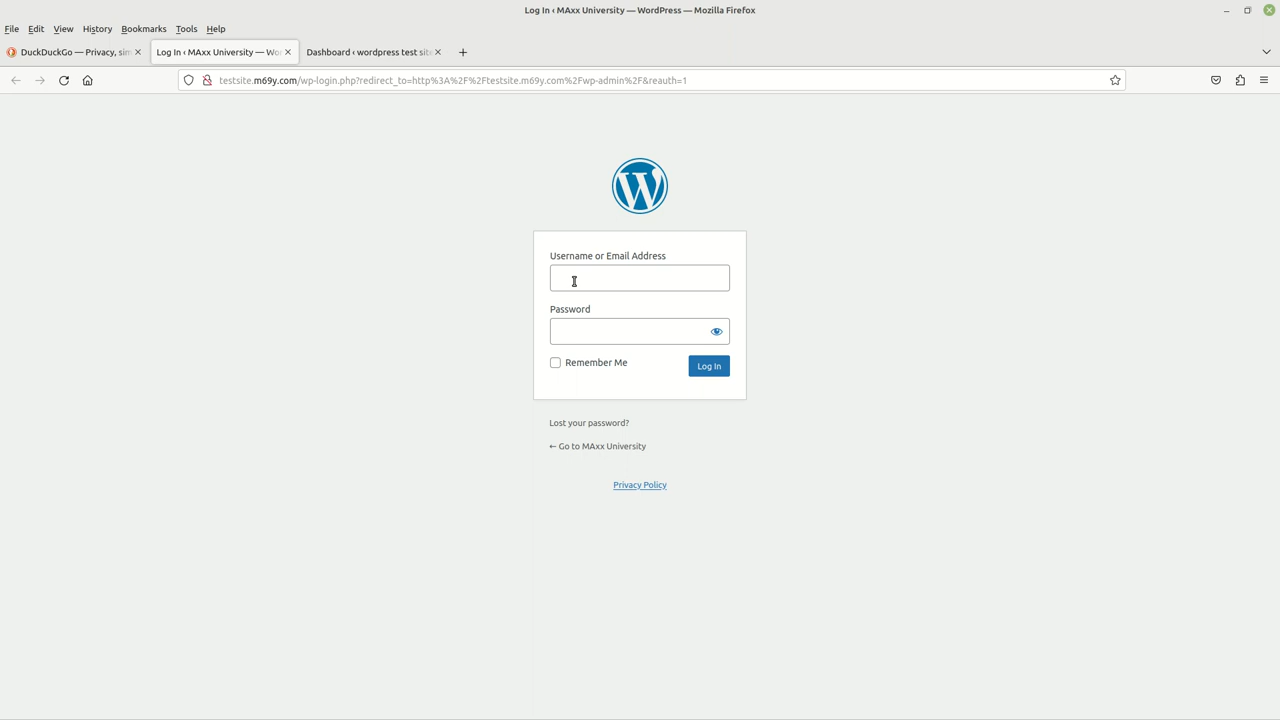 Log In ‹ MAxx University — WordPress — Mozilla Firefox
File Edit View History Bookmarks Tools Help
DuckDuckGo — Privacy, sim Log In ‹ MAxx University — Wor Dashboard ‹ wordpress test site
testsite.m69y.com/wp-login.php?redirect_to=http%3A%2F%2Ftestsite.m69y.com%2Fwp-admin%2F&reauth=1
Username or Email Address
Password
Remember Me
Log In
Lost your password?
← Go to MAxx University
Privacy Policy